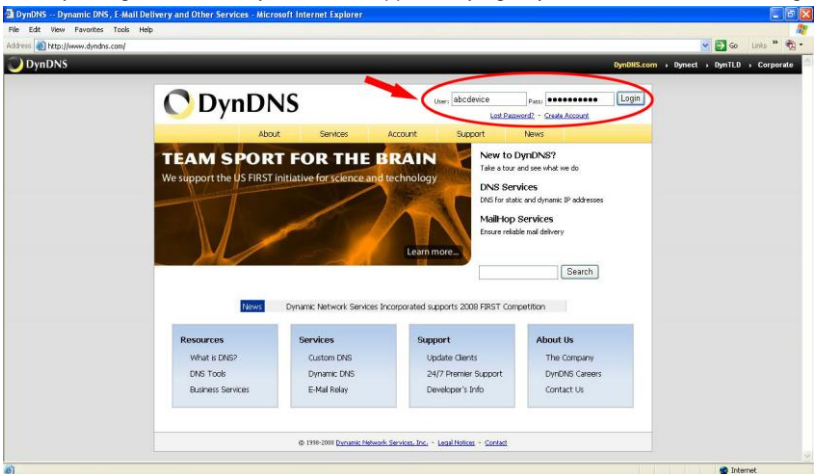 DynDNS -- Dynamic DNS, E-Mail Delivery and Other Services - Microsoft Internet Explorer
File Edit View Favorites Tools Help
Address http://www.dyndns.com/ Go Links »
DynDNS DynDNS.com Dynect DynTLD Corporate
DynDNS User: abcdevice Pass: ●●●●●●●●●● Login
Lost Password? - Create Account
About Services Account Support News
TEAM SPORT FOR THE BRAIN
We support the US FIRST initiative for science and technology
Learn more...
New to DynDNS?
Take a tour and see what we do
DNS Services
DNS for static and dynamic IP addresses
MailHop Services
Ensure reliable mail delivery
Search
News Dynamic Network Services Incorporated supports 2008 FIRST Competition
Resources
What is DNS?
DNS Tools
Business Services
Services
Custom DNS
Dynamic DNS
E-Mail Relay
Support
Update Clients
24/7 Premier Support
Developer's Info
About Us
The Company
DynDNS Careers
Contact Us
© 1998-2008 Dynamic Network Services, Inc. - Legal Notices - Contact
Internet